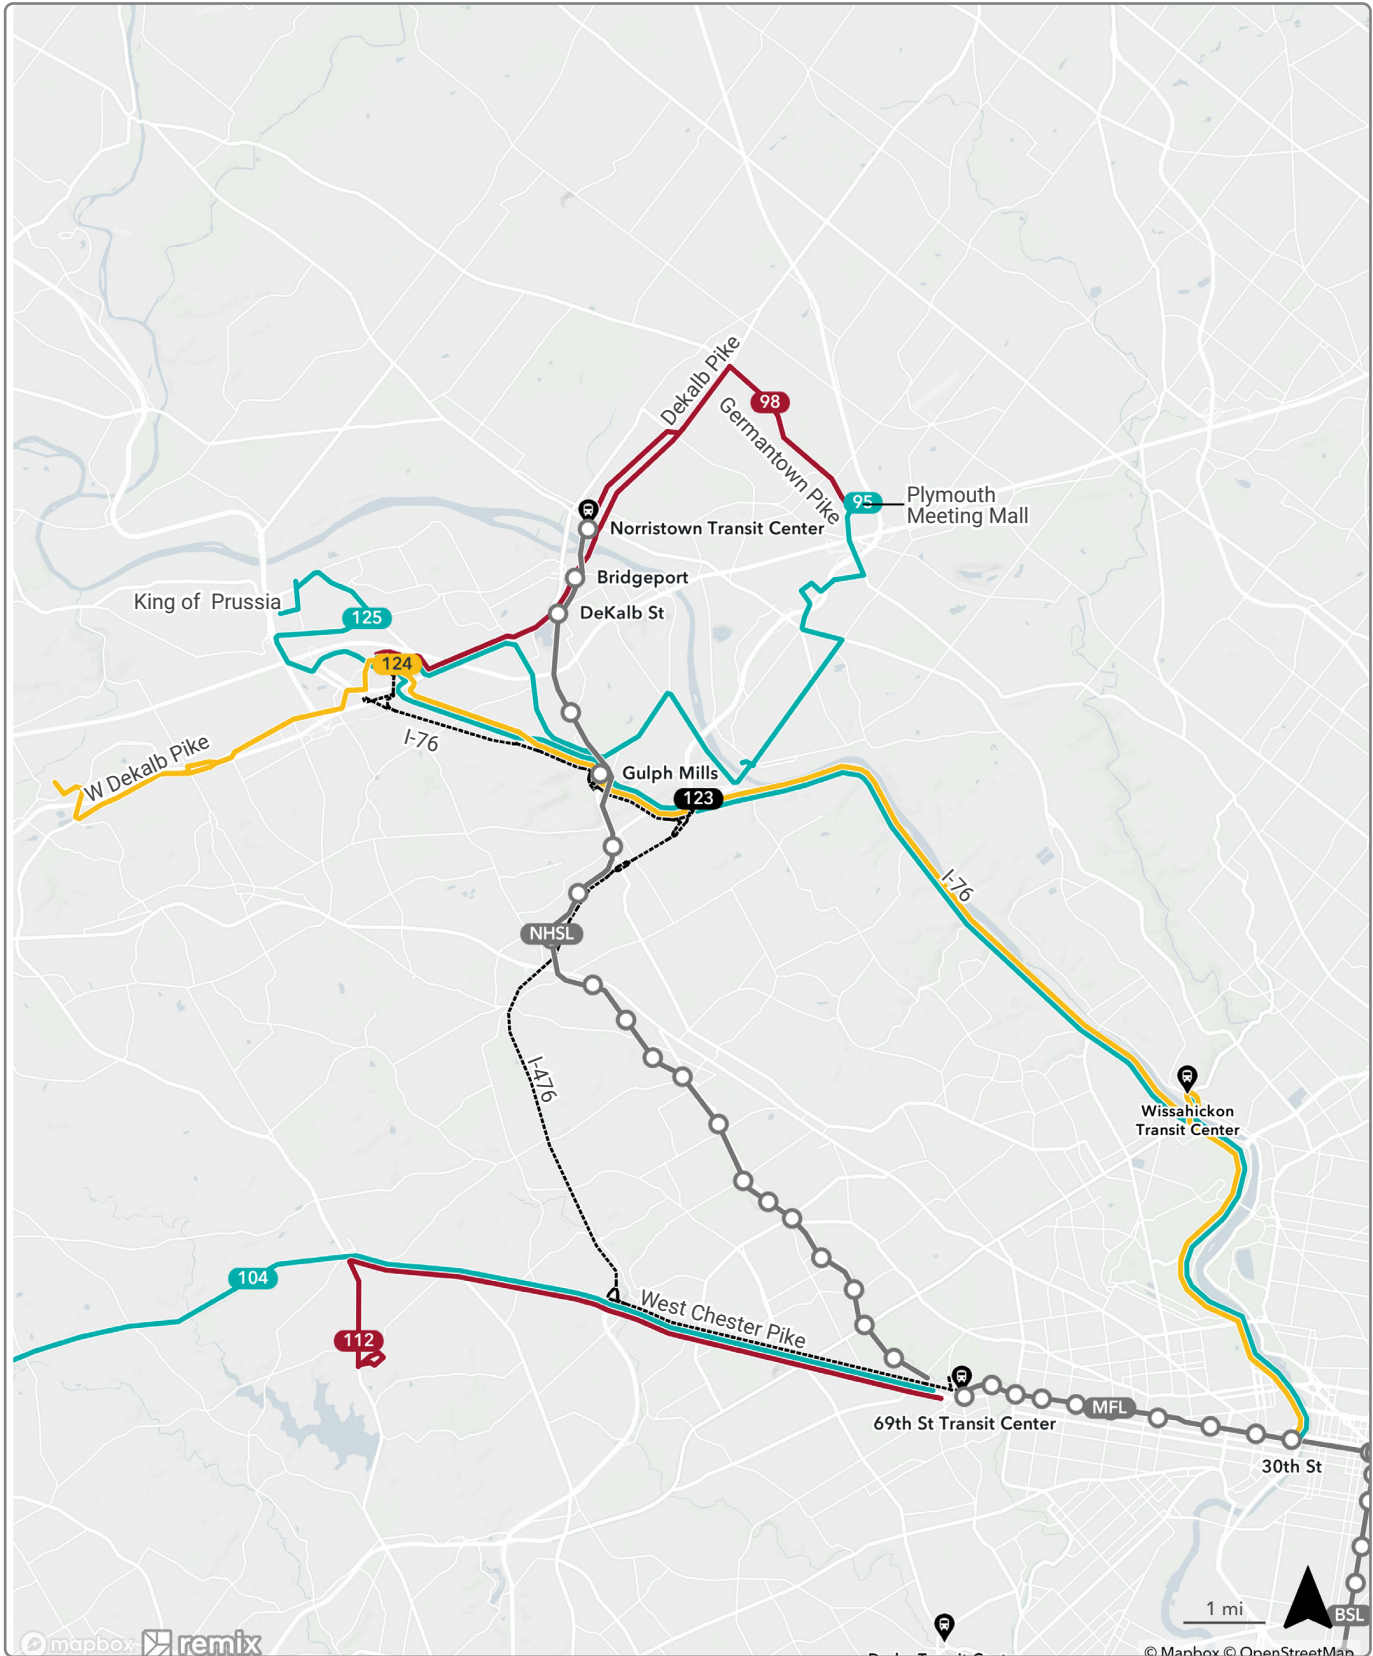 Dekalb Pike
98
Germantown Pike
95
Plymouth
Meeting Mall
Norristown Transit Center
Bridgeport
DeKalb St
King of Prussia
125
124
I-76
W Dekalb Pike
Gulph Mills
123
I-76
NHSL
I-476
Wissahickon
Transit Center
104
West Chester Pike
112
MFL
69th St Transit Center
30th St
1 mi
BSL
mapbox
remix
© Mapbox © OpenStreetMap